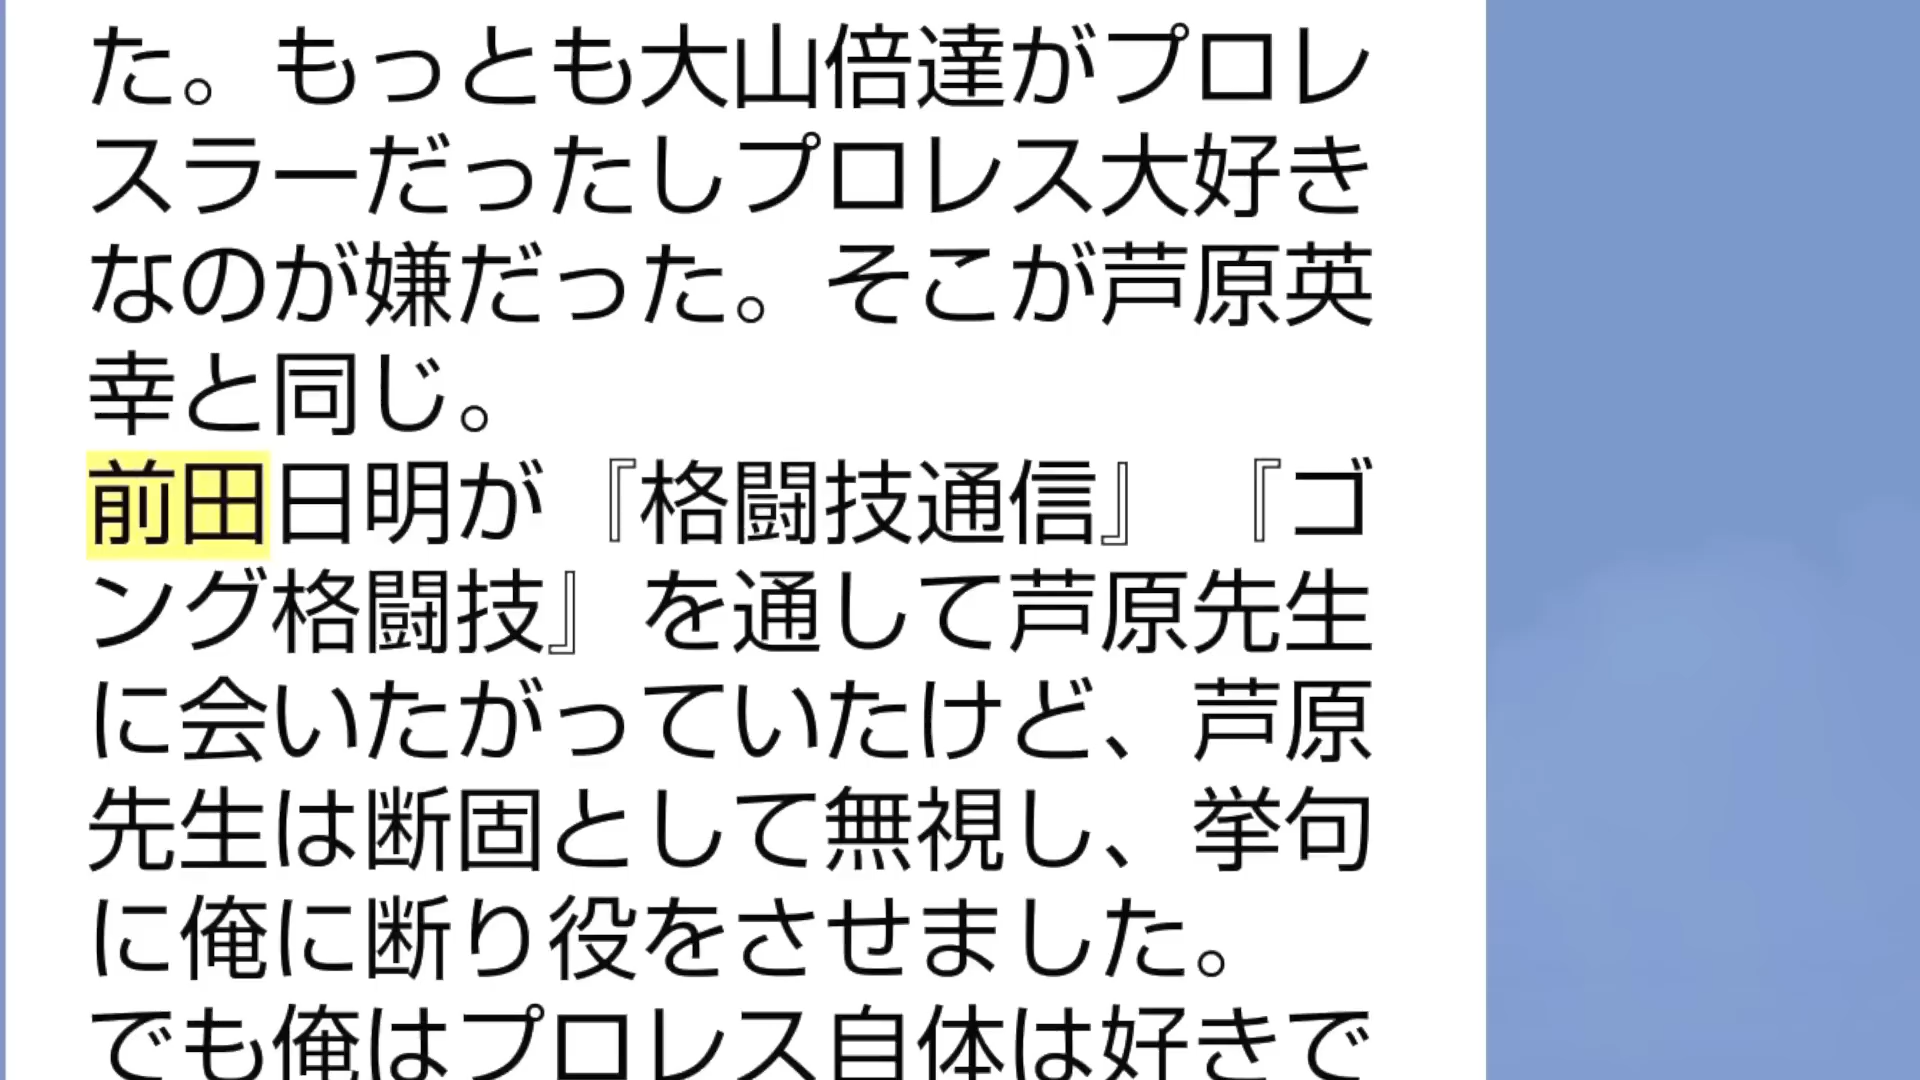 た。もっとも大山倍達がプロレ
スラーだったしプロレス大好き
なのが嫌だった。そこが芦原英
幸と同じ。
前田日明が『格闘技通信』『ゴ
ング格闘技』を通して芦原先生
に会いたがっていたけど、芦原
先生は断固として無視し、挙句
に俺に断り役をさせました。
でも俺はプロレス自体は好きで